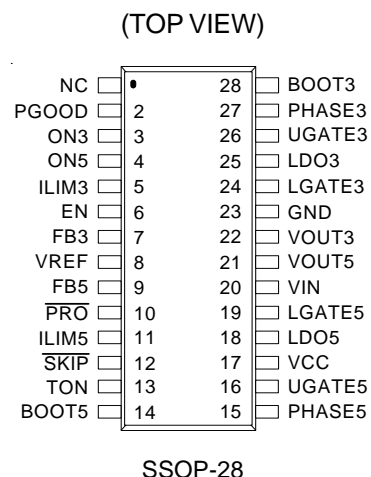 (TOP VIEW)
NC 28 BOOT3
PGOOD 2 27 PHASE3
ON3 3 26 UGATE3
ON5 4 25 LDO3
ILIM3 5 24 LGATE3
EN 6 23 GND
FB3 7 22 VOUT3
VREF 8 21 VOUT5
FB5 9 20 VIN
PRO 10 19 LGATE5
ILIM5 11 18 LDO5
SKIP 12 17 VCC
TON 13 16 UGATE5
BOOT5 14 15 PHASE5
SSOP-28